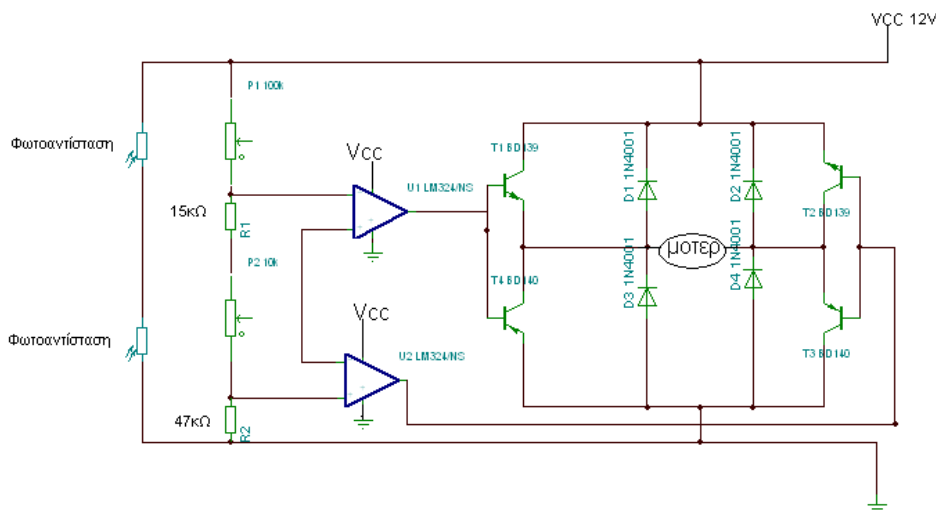 VCC 12V
P1 100k
Φωτοαντίσταση
Vcc
T1 BD139
D1 1N4001
D2 1N4001
U1 LM324/NS
15κΩ
R1
T2 BD139
P2 10k
μοτερ
T4 BD140
D3 1N4001
D4 1N4001
Vcc
Φωτοαντίσταση
U2 LM324/NS
T3 BD140
47κΩ
R2